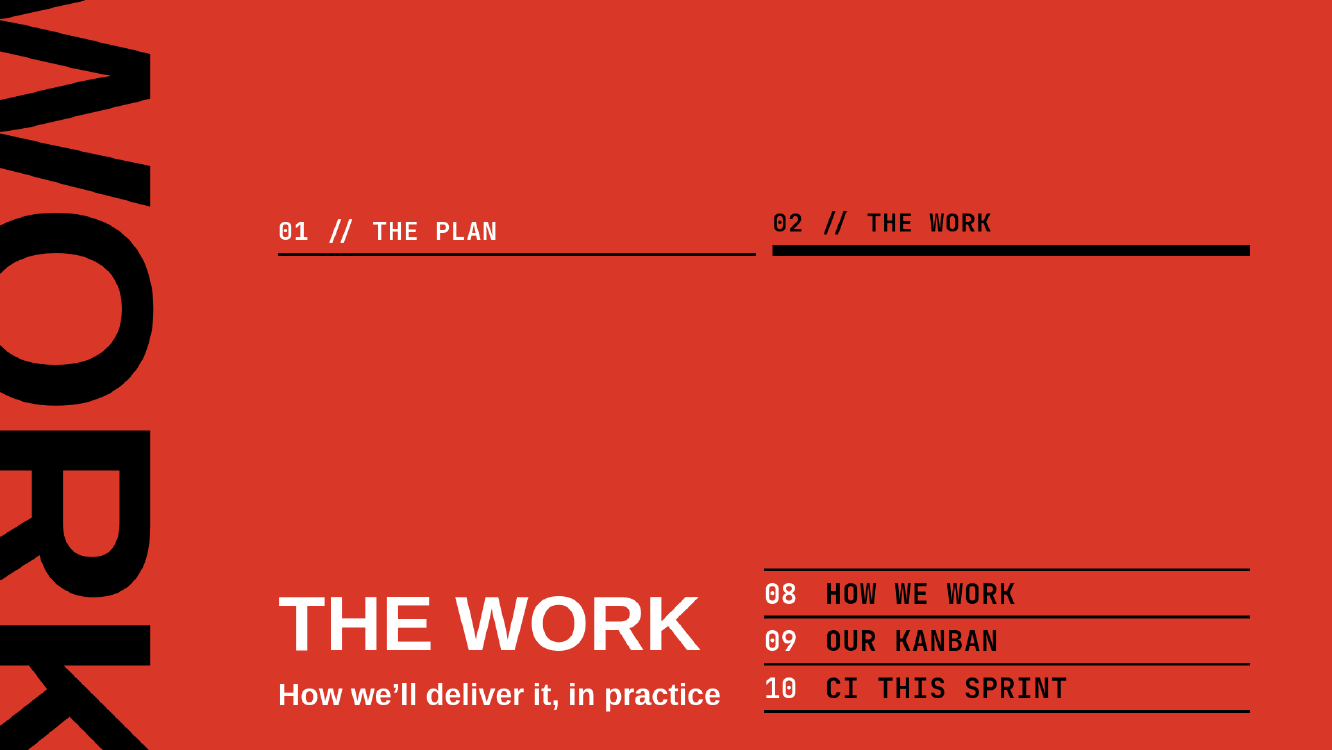 WORK
01 // THE PLAN
02 // THE WORK
THE WORK
How we’ll deliver it, in practice
08 HOW WE WORK
09 OUR KANBAN
10 CI THIS SPRINT